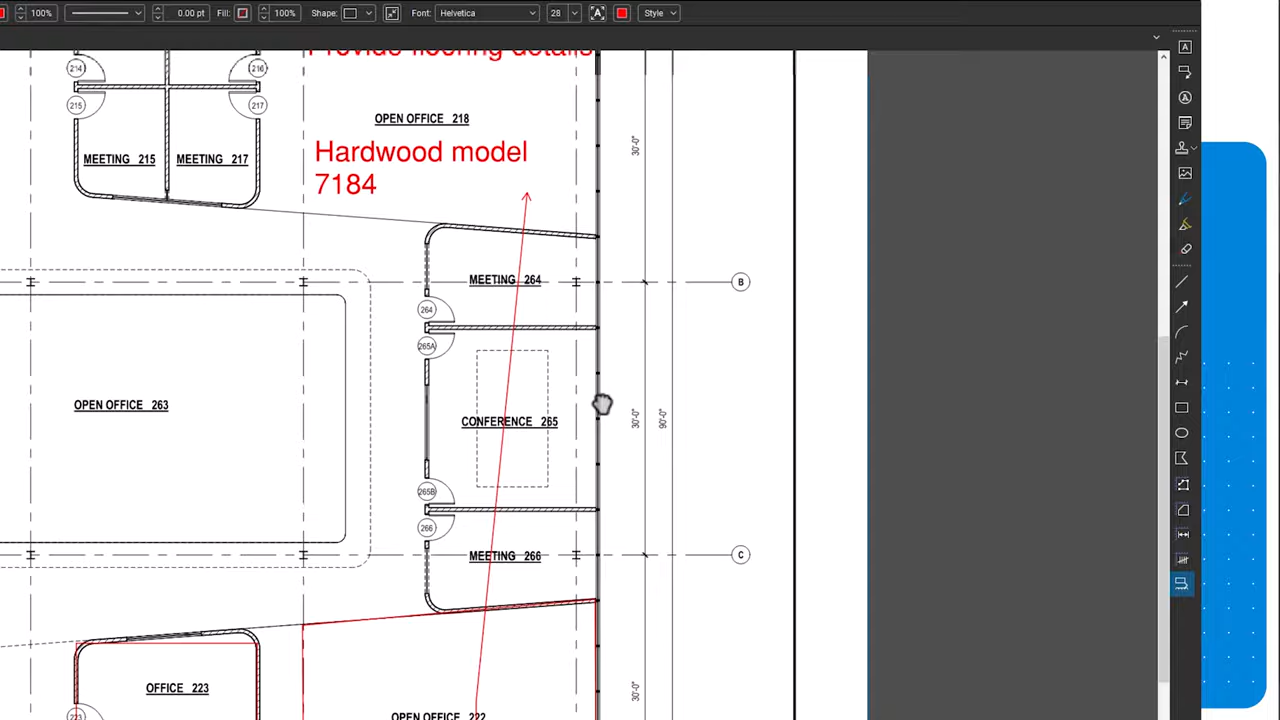 100%
0.00 pt
Fill:
100%
Shape:
Font:
Helvetica
28
A
Style
A
A
Provide flooring details
214
216
215
217
OPEN OFFICE 218
MEETING 215
MEETING 217
Hardwood model
7184
30'-0"
MEETING 264
B
264
265A
OPEN OFFICE 263
CONFERENCE 265
30'-0"
90'-0"
265B
266
MEETING 266
C
OFFICE 223
30'-0"
223
OPEN OFFICE 222